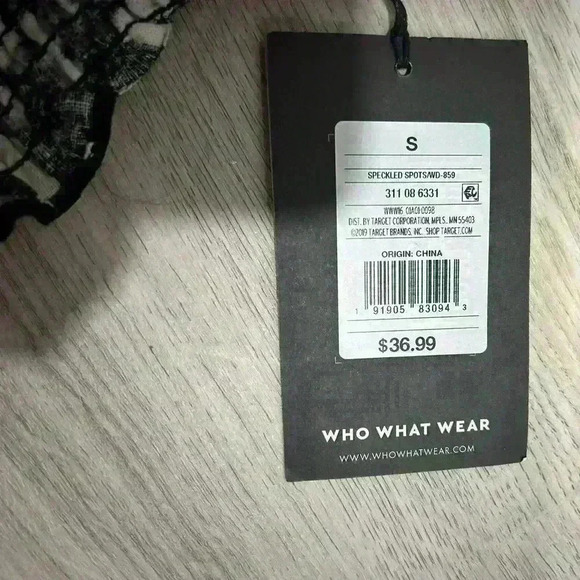 S
SPECKLED SPOTS/WD-859
311 08 6331
DIST. BY TARGET CORPORATION, MPLS., MN 55403
©2019 TARGET BRANDS, INC. SHOP TARGET.COM
ORIGIN: CHINA
1 91905 83094 3
$36.99
WHO WHAT WEAR
WWW.WHOWHATWEAR.COM